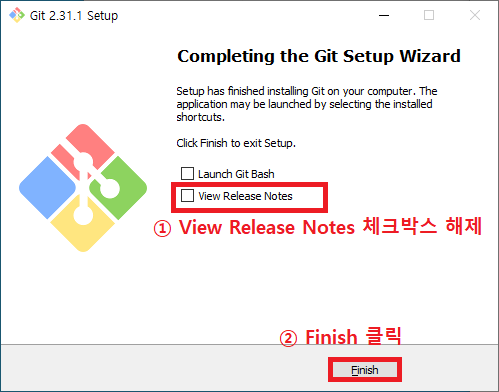 Git 2.31.1 Setup
Completing the Git Setup Wizard
Setup has finished installing Git on your computer. The
application may be launched by selecting the installed
shortcuts.
Click Finish to exit Setup.
Launch Git Bash
View Release Notes
① View Release Notes 체크박스 해제
② Finish 클릭
Finish